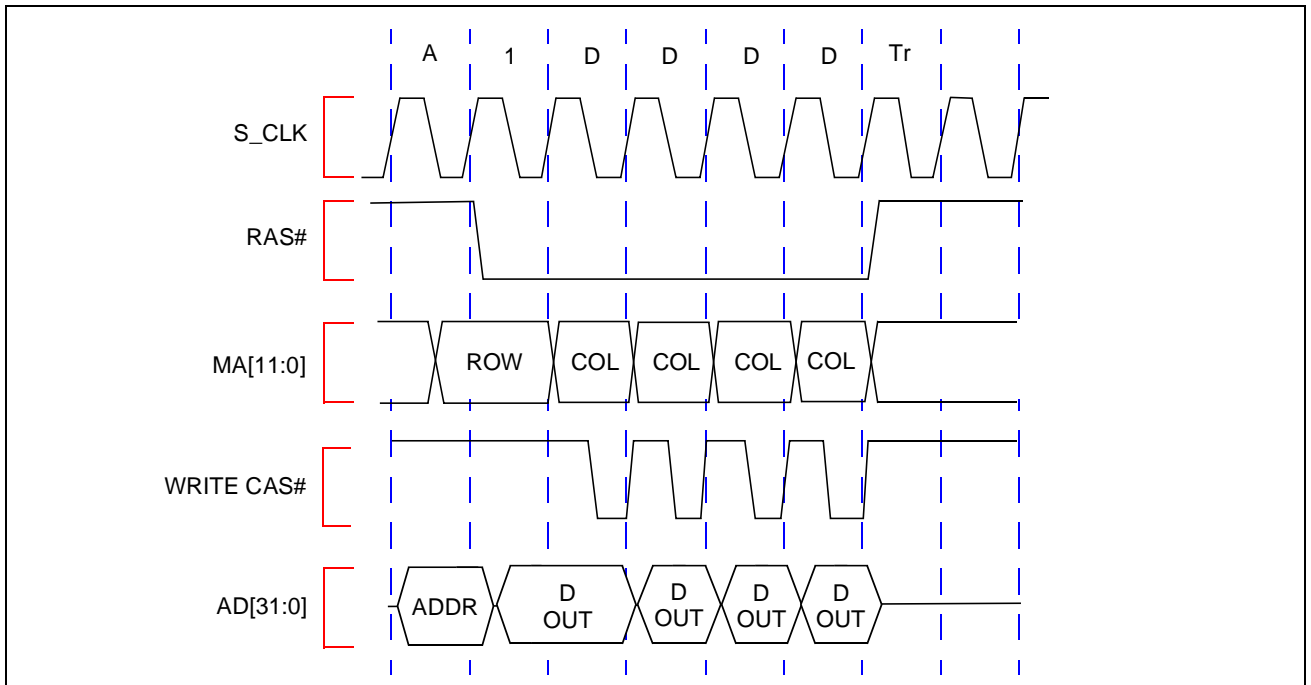 A 1 D D D D Tr
S_CLK
RAS#
MA[11:0] ROW COL COL COL COL
WRITE CAS#
AD[31:0] ADDR D OUT D OUT D OUT D OUT